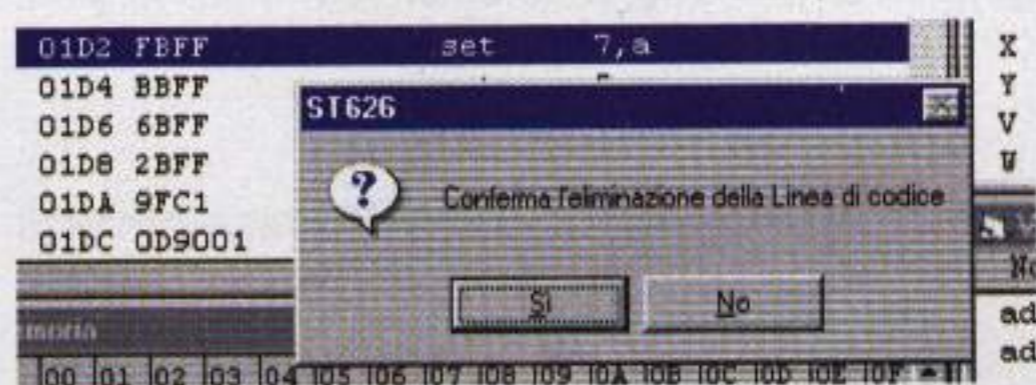 01D2 FBFF set 7,a
01D4 BBFF
01D6 6BFF
01D8 2BFF
01DA 9FC1
01DC 0D9001
ST626
Conferma l'eliminazione della Linea di codice
Sì No
X
Y
V
W
ad
ad
moria
00 01 02 03 04 05 06 07 08 09 0A 0B 0C 0D 0E 0F